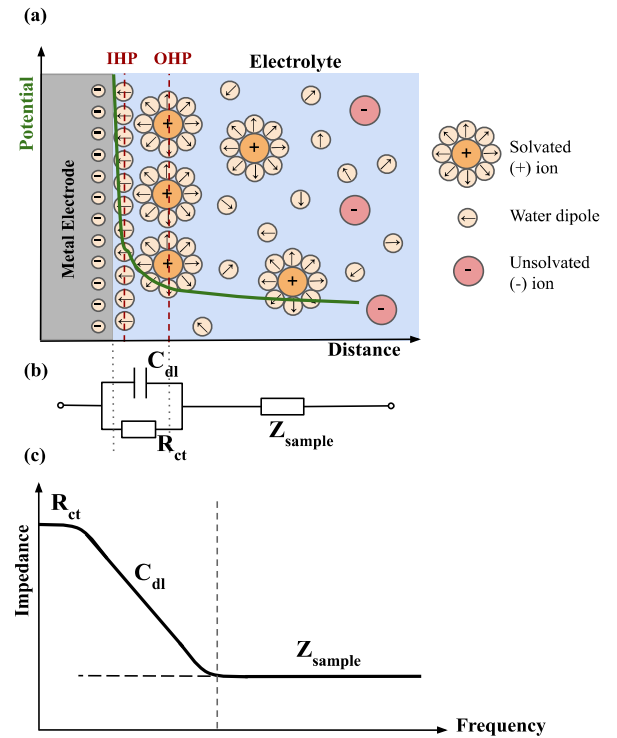 (a)
IHP OHP
Electrolyte
Potential
Metal Electrode
Solvated
(+) ion
Water dipole
Unsolvated
(-) ion
Distance
(b)
Cdl
Rct
Zsample
(c)
Impedance
Rct
Cdl
Zsample
Frequency